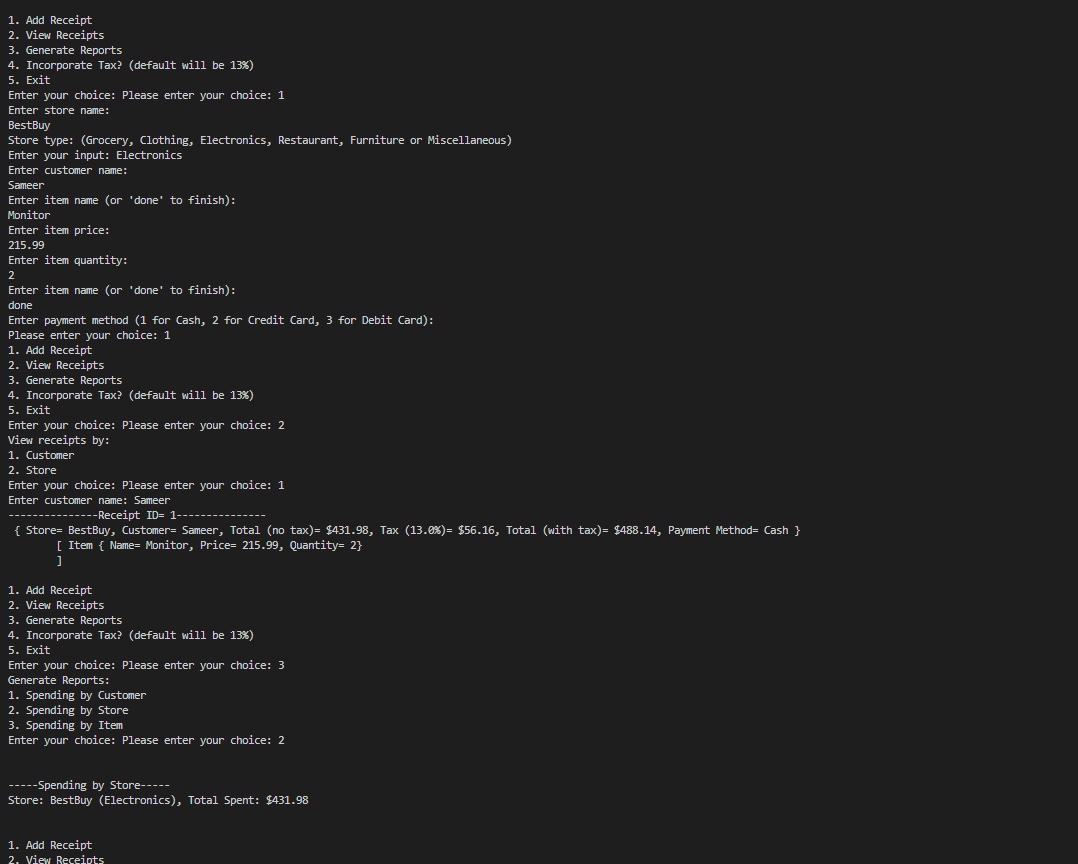 1. Add Receipt
2. View Receipts
3. Generate Reports
4. Incorporate Tax? (default will be 13%)
5. Exit
Enter your choice: Please enter your choice: 1
Enter store name:
BestBuy
Store type: (Grocery, Clothing, Electronics, Restaurant, Furniture or Miscellaneous)
Enter your input: Electronics
Enter customer name:
Sameer
Enter item name (or 'done' to finish):
Monitor
Enter item price:
215.99
Enter item quantity:
2
Enter item name (or 'done' to finish):
done
Enter payment method (1 for Cash, 2 for Credit Card, 3 for Debit Card):
Please enter your choice: 1
1. Add Receipt
2. View Receipts
3. Generate Reports
4. Incorporate Tax? (default will be 13%)
5. Exit
Enter your choice: Please enter your choice: 2
View receipts by:
1. Customer
2. Store
Enter your choice: Please enter your choice: 1
Enter customer name: Sameer
---------------Receipt ID= 1---------------
{ Store= BestBuy, Customer= Sameer, Total (no tax)= $431.98, Tax (13.0%)= $56.16, Total (with tax)= $488.14, Payment Method= Cash }
[ Item { Name= Monitor, Price= 215.99, Quantity= 2}
]
1. Add Receipt
2. View Receipts
3. Generate Reports
4. Incorporate Tax? (default will be 13%)
5. Exit
Enter your choice: Please enter your choice: 3
Generate Reports:
1. Spending by Customer
2. Spending by Store
3. Spending by Item
Enter your choice: Please enter your choice: 2
-----Spending by Store-----
Store: BestBuy (Electronics), Total Spent: $431.98
1. Add Receipt
2. View Receipts